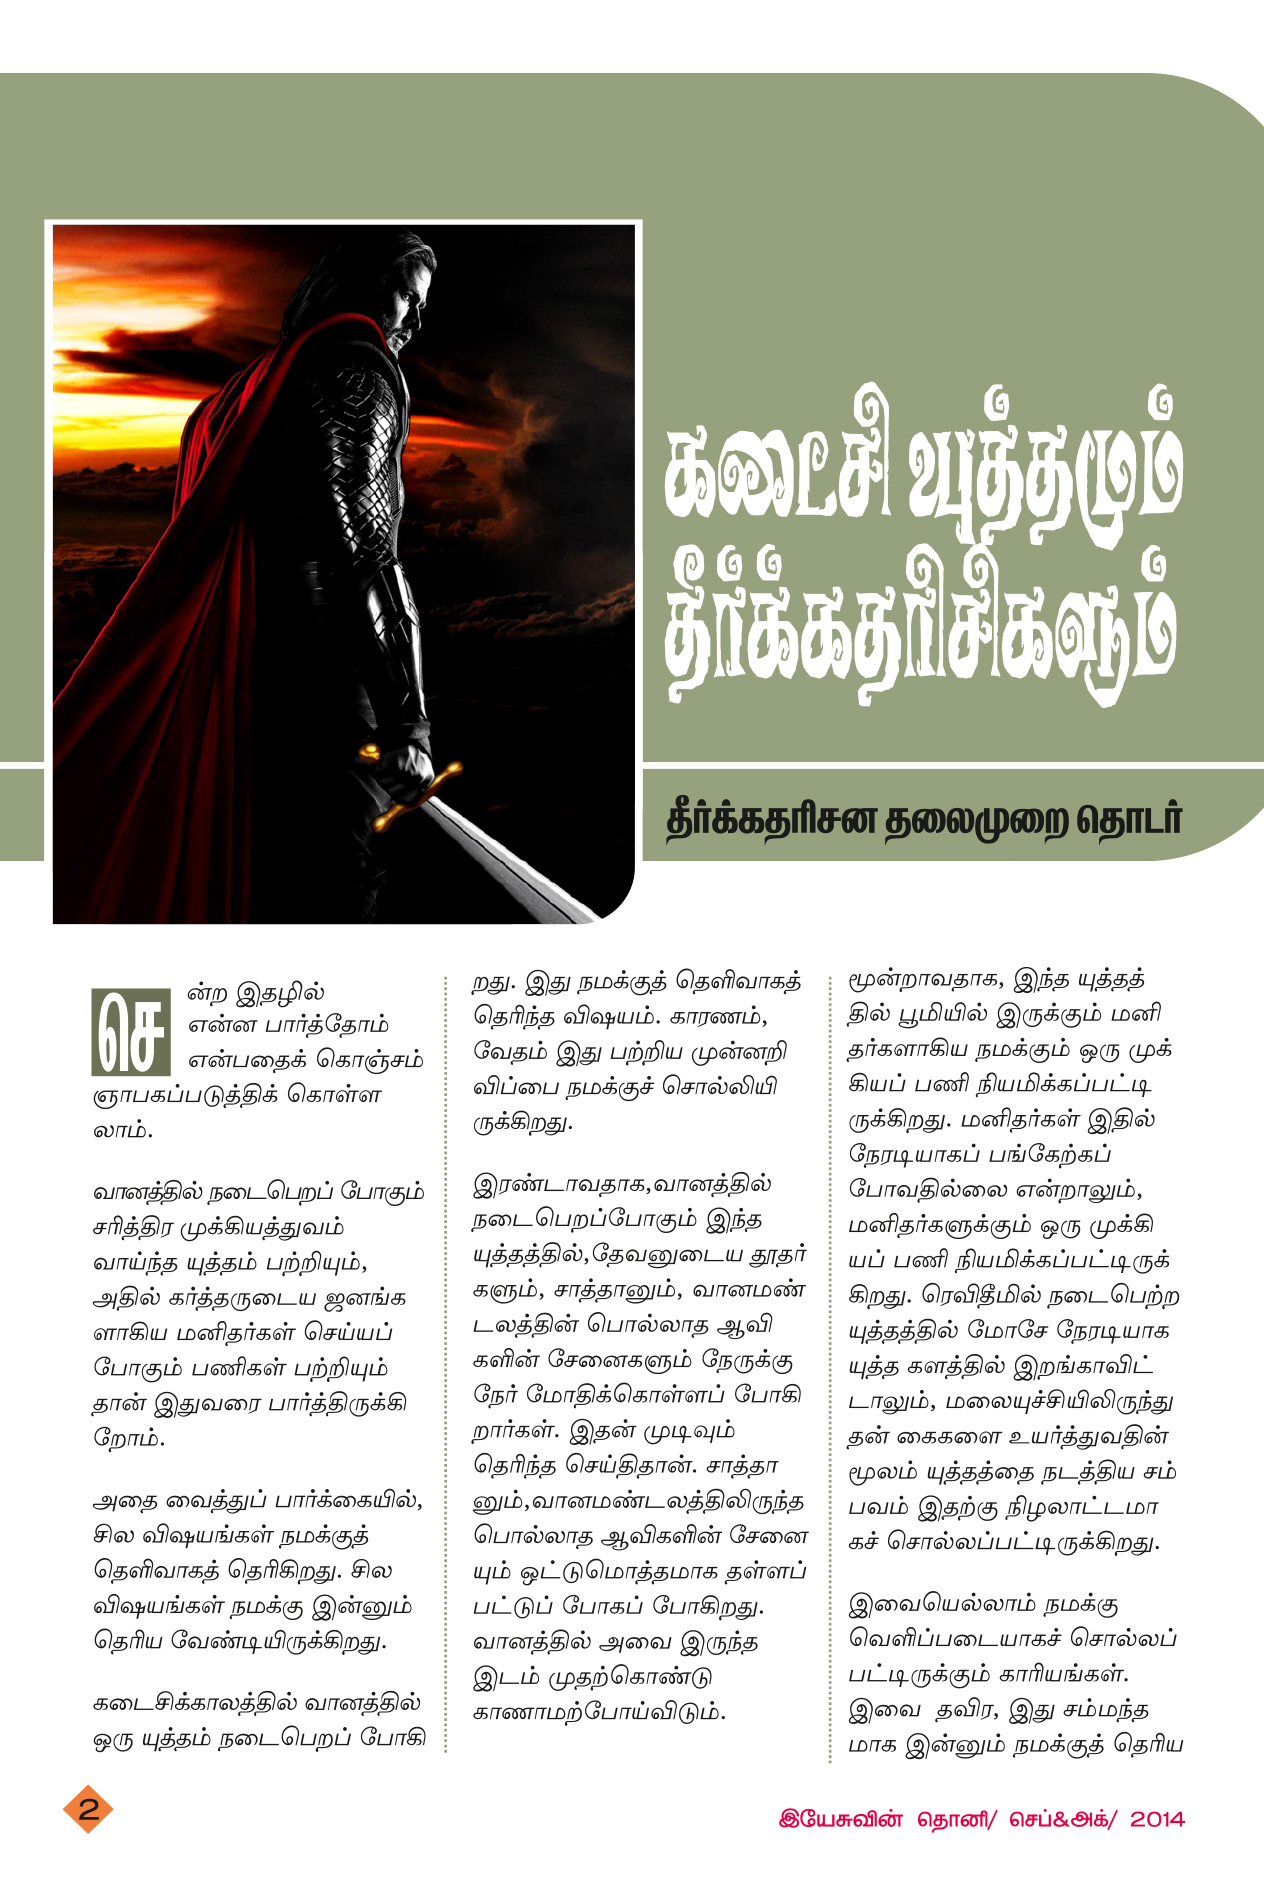 கடைசி யுத்தமும்
தீர்க்கதரிசிகளும்
தீர்க்கதரிசன தலைமுறை தொடர்
சென்ற இதழில்
என்ன பார்த்தோம்
என்பதைக் கொஞ்சம்
ஞாபகப்படுத்திக் கொள்ள
லாம்.
வானத்தில் நடைபெறப் போகும்
சரித்திர முக்கியத்துவம்
வாய்ந்த யுத்தம் பற்றியும்,
அதில் கர்த்தருடைய ஜனங்க
ளாகிய மனிதர்கள் செய்யப்
போகும் பணிகள் பற்றியும்
தான் இதுவரை பார்த்திருக்கி
றோம்.
அதை வைத்துப் பார்க்கையில்,
சில விஷயங்கள் நமக்குத்
தெளிவாகத் தெரிகிறது. சில
விஷயங்கள் நமக்கு இன்னும்
தெரிய வேண்டியிருக்கிறது.
கடைசிக்காலத்தில் வானத்தில்
ஒரு யுத்தம் நடைபெறப் போகி
றது. இது நமக்குத் தெளிவாகத்
தெரிந்த விஷயம். காரணம்,
வேதம் இது பற்றிய முன்னறி
விப்பை நமக்குச் சொல்லியி
ருக்கிறது.
இரண்டாவதாக,வானத்தில்
நடைபெறப்போகும் இந்த
யுத்தத்தில்,தேவனுடைய தூதர்
களும், சாத்தானும், வானமண்
டலத்தின் பொல்லாத ஆவி
களின் சேனைகளும் நேருக்கு
நேர் மோதிக்கொள்ளப் போகி
றார்கள். இதன் முடிவும்
தெரிந்த செய்திதான். சாத்தா
னும்,வானமண்டலத்திலிருந்த
பொல்லாத ஆவிகளின் சேனை
யும் ஒட்டுமொத்தமாக தள்ளப்
பட்டுப் போகப் போகிறது.
வானத்தில் அவை இருந்த
இடம் முதற்கொண்டு
காணாமற்போய்விடும்.
மூன்றாவதாக, இந்த யுத்தத்
தில் பூமியில் இருக்கும் மனி
தர்களாகிய நமக்கும் ஒரு முக்
கியப் பணி நியமிக்கப்பட்டி
ருக்கிறது. மனிதர்கள் இதில்
நேரடியாகப் பங்கேற்கப்
போவதில்லை என்றாலும்,
மனிதர்களுக்கும் ஒரு முக்கி
யப் பணி நியமிக்கப்பட்டிருக்
கிறது. ரெவிதீமில் நடைபெற்ற
யுத்தத்தில் மோசே நேரடியாக
யுத்த களத்தில் இறங்காவிட்
டாலும், மலையுச்சியிலிருந்து
தன் கைகளை உயர்த்துவதின்
மூலம் யுத்தத்தை நடத்திய சம்
பவம் இதற்கு நிழலாட்டமா
கச் சொல்லப்பட்டிருக்கிறது.
இவையெல்லாம் நமக்கு
வெளிப்படையாகச் சொல்லப்
பட்டிருக்கும் காரியங்கள்.
இவை தவிர, இது சம்மந்த
மாக இன்னும் நமக்குத் தெரிய
2
இயேசுவின் தொனி/ செப்&அக்/ 2014